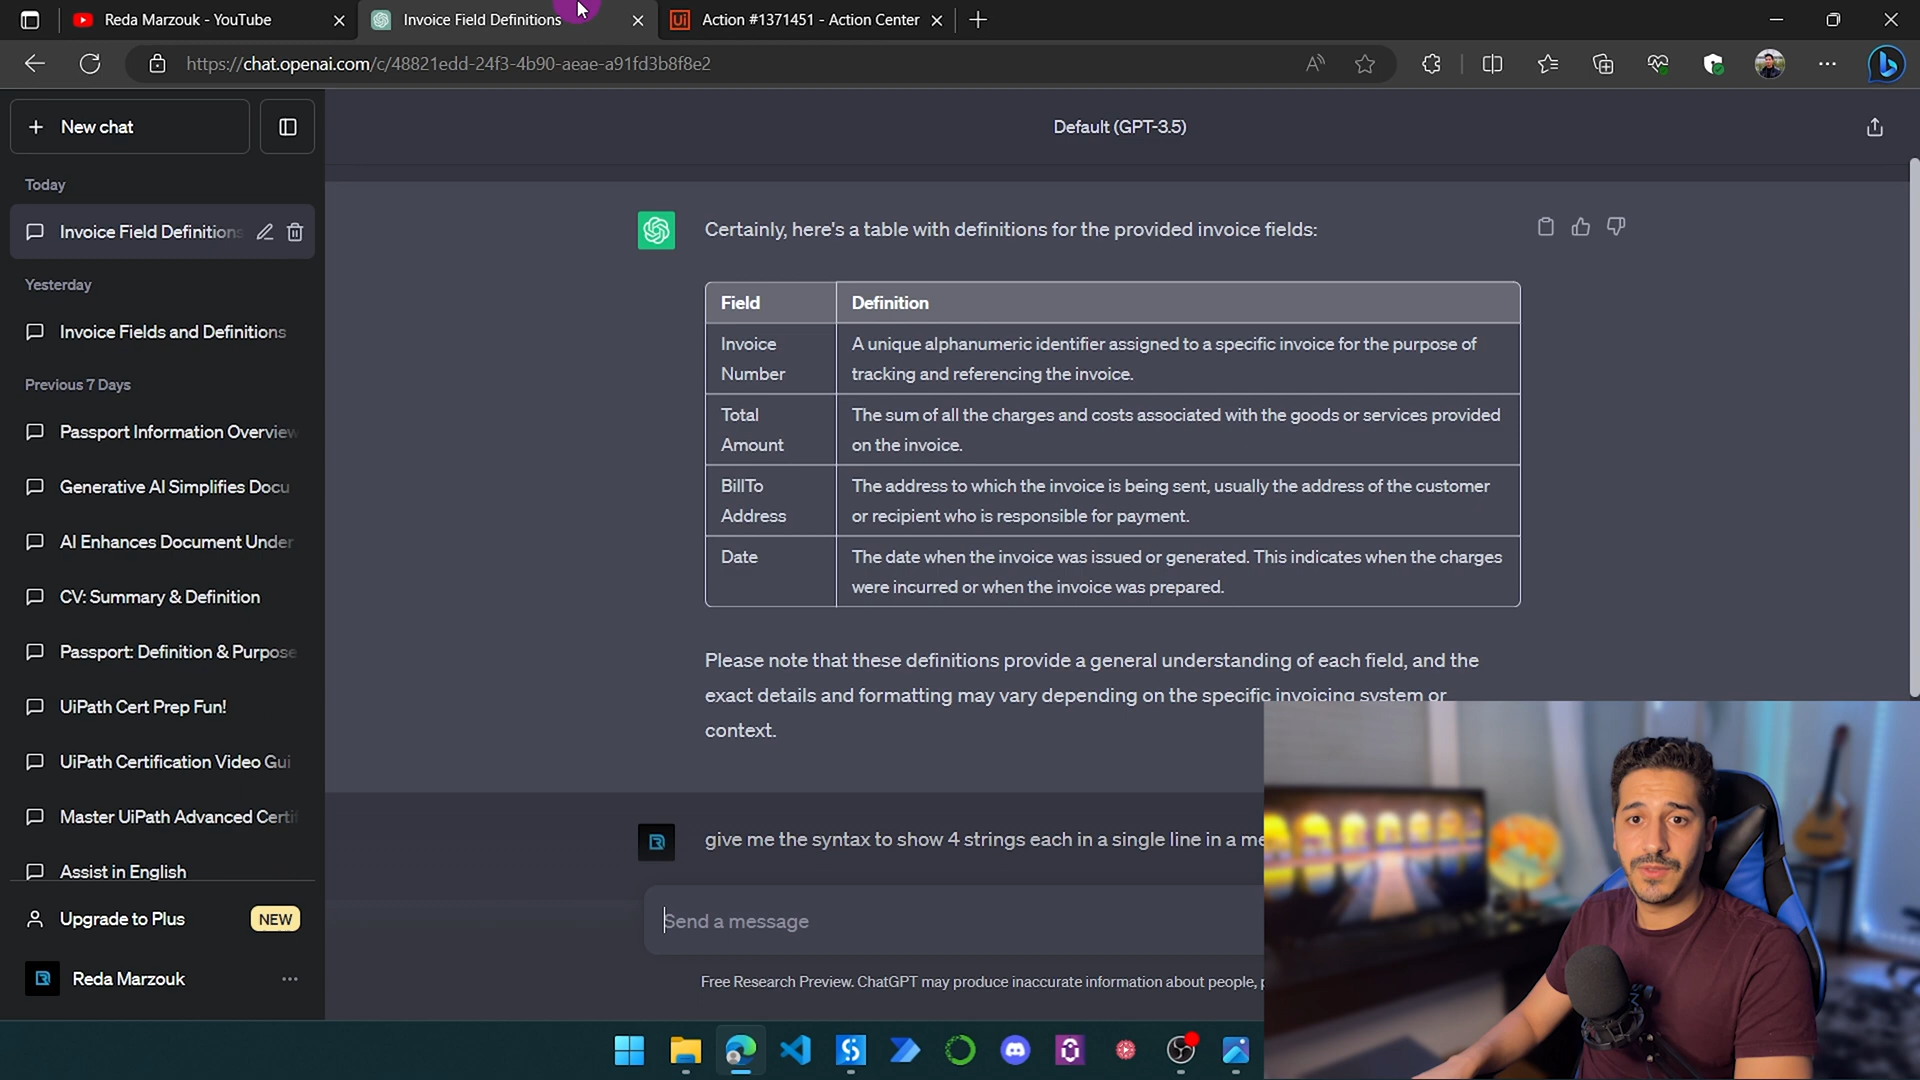 Reda Marzouk - YouTube
Invoice Field Definitions
Action #1371451 - Action Center
https://chat.openai.com/c/48821edd-24f3-4b90-aeae-a91fd3b8f8e2
New chat
Default (GPT-3.5)
Today
Invoice Field Definitions
Yesterday
Invoice Fields and Definitions
Previous 7 Days
Passport Information Overview
Generative AI Simplifies Docu
AI Enhances Document Under
CV: Summary & Definition
Passport: Definition & Purpose
UiPath Cert Prep Fun!
UiPath Certification Video Gui
Master UiPath Advanced Certi
Assist in English
Upgrade to Plus NEW
Reda Marzouk
Certainly, here's a table with definitions for the provided invoice fields:
Field Definition
Invoice Number A unique alphanumeric identifier assigned to a specific invoice for the purpose of
tracking and referencing the invoice.
Total Amount The sum of all the charges and costs associated with the goods or services provided
on the invoice.
BillTo Address The address to which the invoice is being sent, usually the address of the customer
or recipient who is responsible for payment.
Date The date when the invoice was issued or generated. This indicates when the charges
were incurred or when the invoice was prepared.
Please note that these definitions provide a general understanding of each field, and the
exact details and formatting may vary depending on the specific invoicing system or
context.
give me the syntax to show 4 strings each in a single line in a me
Send a message
Free Research Preview. ChatGPT may produce inaccurate information about people, p